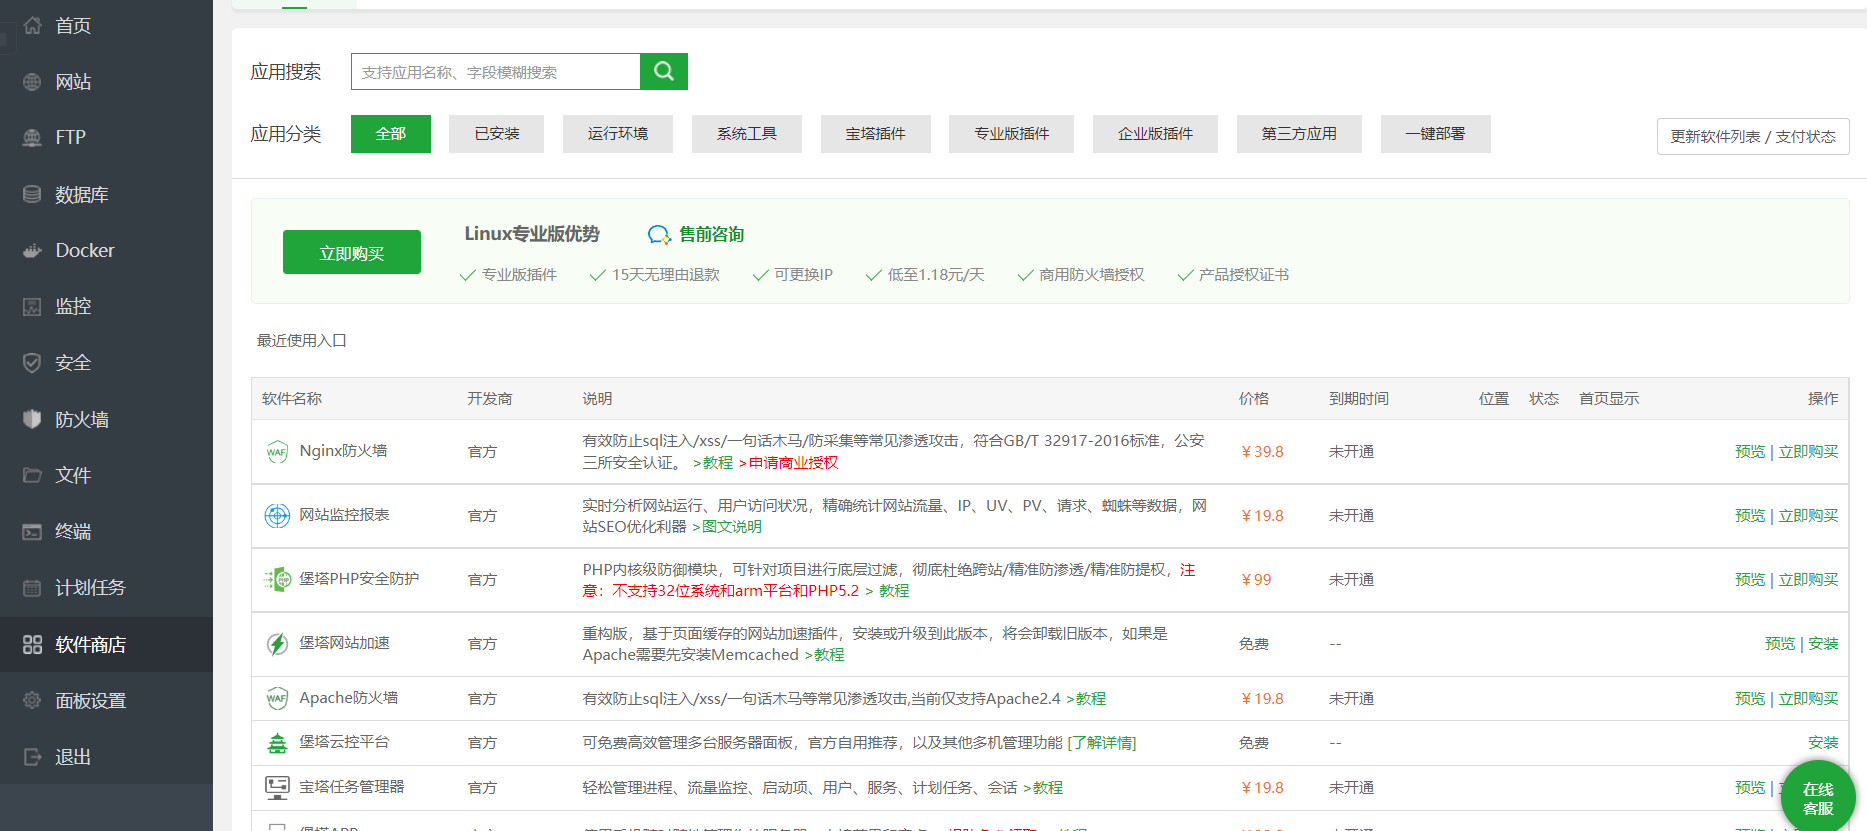 首页
网站
FTP
数据库
Docker
监控
安全
防火墙
文件
终端
计划任务
软件商店
面板设置
退出
应用搜索 支持应用名称、字段模糊搜索
应用分类 全部 已安装 运行环境 系统工具 宝塔插件 专业版插件 企业版插件 第三方应用 一键部署 更新软件列表 / 支付状态
立即购买 Linux专业版优势 售前咨询
专业版插件 15天无理由退款 可更换IP 低至1.18元/天 商用防火墙授权 产品授权证书
最近使用入口
软件名称 开发商 说明 价格 到期时间 位置 状态 首页显示 操作
WAF Nginx防火墙 官方 有效防止sql注入/xss/一句话木马/防采集等常见渗透攻击，符合GB/T 32917-2016标准，公安
三所安全认证。 >教程 >申请商业授权 ￥39.8 未开通 预览 | 立即购买
网站监控报表 官方 实时分析网站运行、用户访问状况，精确统计网站流量、IP、UV、PV、请求、蜘蛛等数据，网
站SEO优化利器 >图文说明 ￥19.8 未开通 预览 | 立即购买
PHP 堡塔PHP安全防护 官方 PHP内核级防御模块，可针对项目进行底层过滤，彻底杜绝跨站/精准防渗透/精准防提权，注
意：不支持32位系统和arm平台和PHP5.2 > 教程 ￥99 未开通 预览 | 立即购买
堡塔网站加速 官方 重构版，基于页面缓存的网站加速插件，安装或升级到此版本，将会卸载旧版本，如果是
Apache需要先安装Memcached >教程 免费 -- 预览 | 安装
WAF Apache防火墙 官方 有效防止sql注入/xss/一句话木马等常见渗透攻击,当前仅支持Apache2.4 >教程 ￥19.8 未开通 预览 | 立即购买
堡塔云控平台 官方 可免费高效管理多台服务器面板，官方自用推荐，以及其他多机管理功能 [了解详情] 免费 -- 安装
宝塔任务管理器 官方 轻松管理进程、流量监控、启动项、用户、服务、计划任务、会话 >教程 ￥19.8 未开通 预览 |
在线
客服